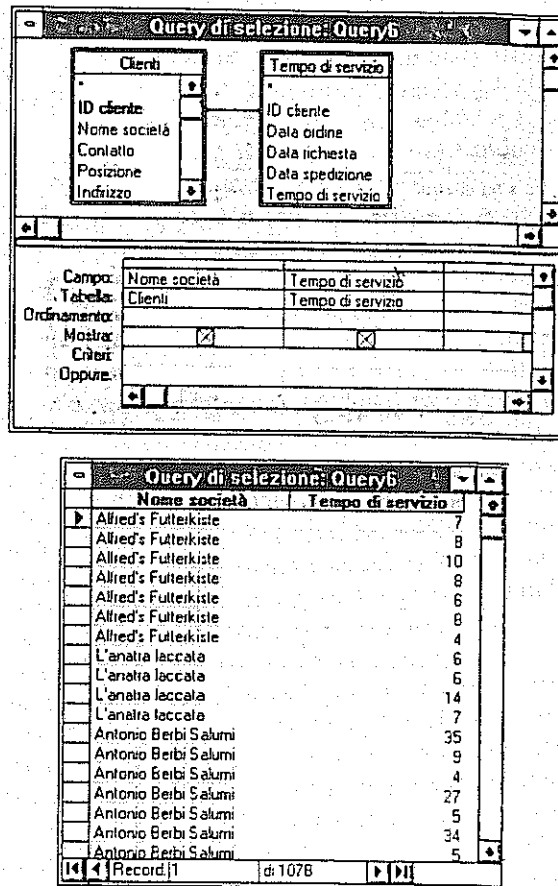 Query di selezione: Query6
Clienti
*
ID cliente
Nome società
Contatto
Posizione
Indirizzo
Tempo di servizio
*
ID cliente
Data ordine
Data richiesta
Data spedizione
Tempo di servizio
Campo: Nome società Tempo di servizio
Tabella: Clienti Tempo di servizio
Ordinamento:
Mostra:
Criteri:
Oppure:
Query di selezione: Query6
Nome società Tempo di servizio
Alfred's Futterkiste 7
Alfred's Futterkiste 8
Alfred's Futterkiste 10
Alfred's Futterkiste 8
Alfred's Futterkiste 6
Alfred's Futterkiste 8
Alfred's Futterkiste 4
L'anatra laccata 6
L'anatra laccata 6
L'anatra laccata 14
L'anatra laccata 7
Antonio Berbi Salumi 35
Antonio Berbi Salumi 9
Antonio Berbi Salumi 4
Antonio Berbi Salumi 27
Antonio Berbi Salumi 5
Antonio Berbi Salumi 34
Antonio Berbi Salumi 5
Record: 1 di 1078